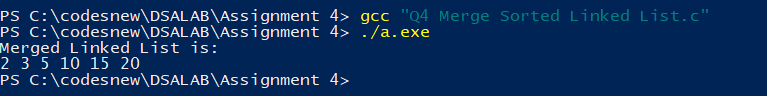 PS C:\codesnew\DSALAB\Assignment 4> gcc "Q4 Merge Sorted Linked List.c"
PS C:\codesnew\DSALAB\Assignment 4> ./a.exe
Merged Linked List is:
2 3 5 10 15 20
PS C:\codesnew\DSALAB\Assignment 4>